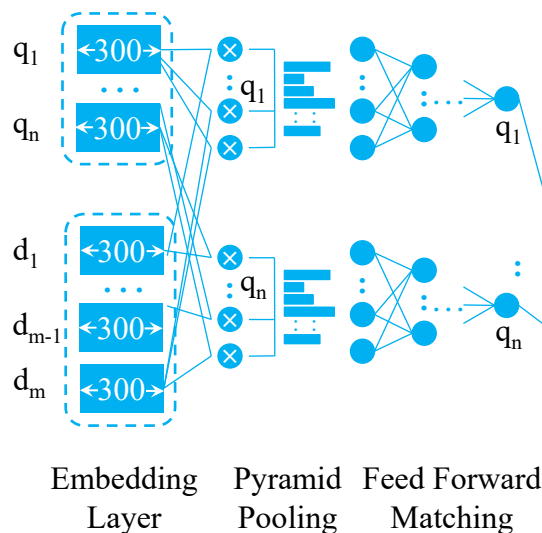 q1 300
q1
qn 300
q1
d1 300
qn
dm-1 300
qn
dm 300
Embedding Layer
Pyramid Pooling
Feed Forward Matching